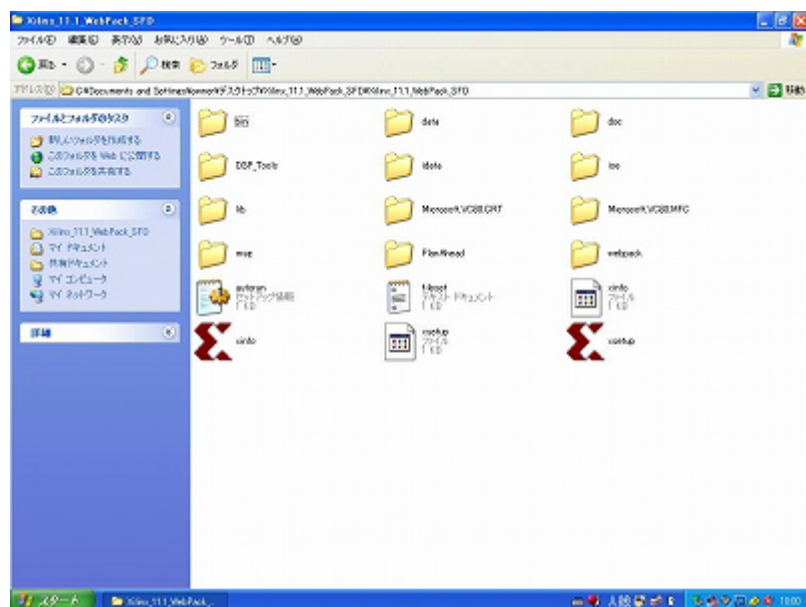 Xilinx_11.1_WebPack_SFD
ファイル(F) 編集(E) 表示(V) お気に入り(A) ツール(T) ヘルプ(H)
戻る 検索 フォルダ
アドレス(D) 移動
ファイルとフォルダのタスク
新しいフォルダを作成する
このフォルダを Web に公開する
このフォルダを共有する
その他
Xilinx_11.1_WebPack_SFD
マイ ドキュメント
共有ドキュメント
マイ コンピュータ
マイ ネットワーク
詳細
bin
data
doc
DSP_Tools
idata
ise
lib
Microsoft.VC80.CRT
Microsoft.VC80.MFC
msg
PlanAhead
webpack
autorun
セットアップ情報
1 KB
テキスト ドキュメント
1 KB
xinfo
ファイル
1 KB
xinfo
xsetup
ファイル
1 KB
xsetup
スタート
Xilinx_11.1_WebPack_